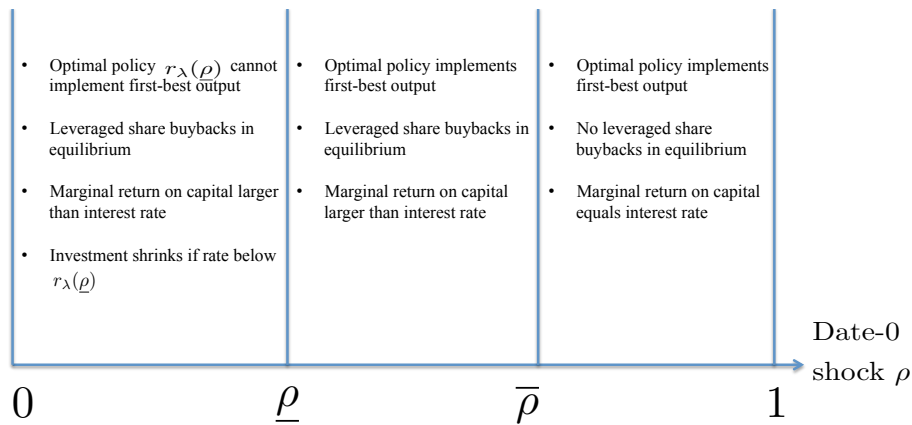 • Optimal policy r_λ(ρ̲) cannot
implement first-best output
• Leveraged share buybacks in
equilibrium
• Marginal return on capital larger
than interest rate
• Investment shrinks if rate below
r_λ(ρ̲)
• Optimal policy implements
first-best output
• Leveraged share buybacks in
equilibrium
• Marginal return on capital
larger than interest rate
• Optimal policy implements
first-best output
• No leveraged share
buybacks in equilibrium
• Marginal return on capital
equals interest rate
Date-0
shock ρ
0 ρ̲ ρ̅ 1